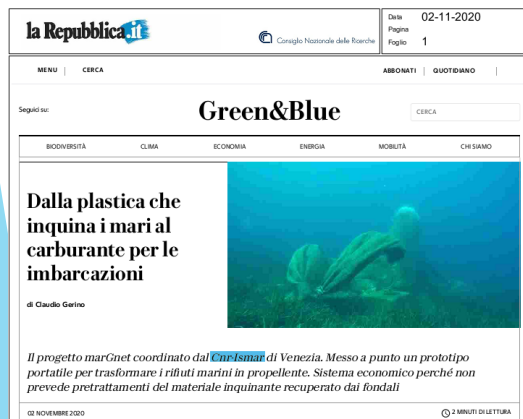 la Repubblica.it
Consiglio Nazionale delle Ricerche
Data 02-11-2020
Pagina
Foglio 1
MENU | CERCA
ABBONATI | QUOTIDIANO |
Seguici su:
Green&Blue
CERCA
BIODIVERSITÀ CLIMA ECONOMIA ENERGIA MOBILITÀ CHI SIAMO
Dalla plastica che
inquina i mari al
carburante per le
imbarcazioni
di Claudio Gerino
Il progetto marGnet coordinato dal Cnr-Ismar di Venezia. Messo a punto un prototipo
portatile per trasformare i rifiuti marini in propellente. Sistema economico perché non
prevede pretrattamenti del materiale inquinante recuperato dai fondali
02 NOVEMBRE 2020
2 MINUTI DI LETTURA